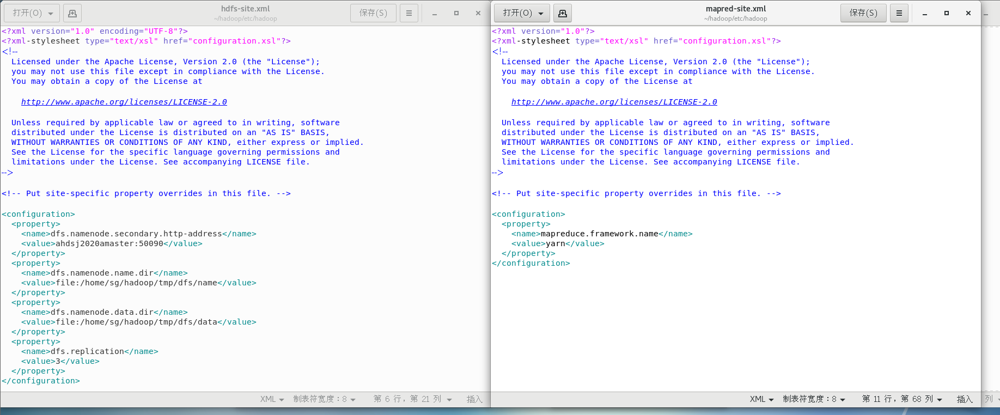 打开(O)
hdfs-site.xml
~/hadoop/etc/hadoop
保存(S)
<?xml version="1.0" encoding="UTF-8"?>
<?xml-stylesheet type="text/xsl" href="configuration.xsl"?>
<!--
  Licensed under the Apache License, Version 2.0 (the "License");
  you may not use this file except in compliance with the License.
  You may obtain a copy of the License at

    http://www.apache.org/licenses/LICENSE-2.0

  Unless required by applicable law or agreed to in writing, software
  distributed under the License is distributed on an "AS IS" BASIS,
  WITHOUT WARRANTIES OR CONDITIONS OF ANY KIND, either express or implied.
  See the License for the specific language governing permissions and
  limitations under the License. See accompanying LICENSE file.
-->

<!-- Put site-specific property overrides in this file. -->

<configuration>
  <property>
    <name>dfs.namenode.secondary.http-address</name>
    <value>ahdsj2020amaster:50090</value>
  </property>
  <property>
    <name>dfs.namenode.name.dir</name>
    <value>file:/home/sg/hadoop/tmp/dfs/name</value>
  </property>
  <property>
    <name>dfs.namenode.data.dir</name>
    <value>file:/home/sg/hadoop/tmp/dfs/data</value>
  </property>
  <property>
    <name>dfs.replication</name>
    <value>3</value>
  </property>
</configuration>
XML 制表符宽度：8 第 6 行，第 21 列 插入
打开(O)
mapred-site.xml
~/hadoop/etc/hadoop
保存(S)
<?xml version="1.0"?>
<?xml-stylesheet type="text/xsl" href="configuration.xsl"?>
<!--
  Licensed under the Apache License, Version 2.0 (the "License");
  you may not use this file except in compliance with the License.
  You may obtain a copy of the License at

    http://www.apache.org/licenses/LICENSE-2.0

  Unless required by applicable law or agreed to in writing, software
  distributed under the License is distributed on an "AS IS" BASIS,
  WITHOUT WARRANTIES OR CONDITIONS OF ANY KIND, either express or implied.
  See the License for the specific language governing permissions and
  limitations under the License. See accompanying LICENSE file.
-->

<!-- Put site-specific property overrides in this file. -->

<configuration>
  <property>
    <name>mapreduce.framework.name</name>
    <value>yarn</value>
  </property>
</configuration>
XML 制表符宽度：8 第 11 行，第 68 列 插入
列